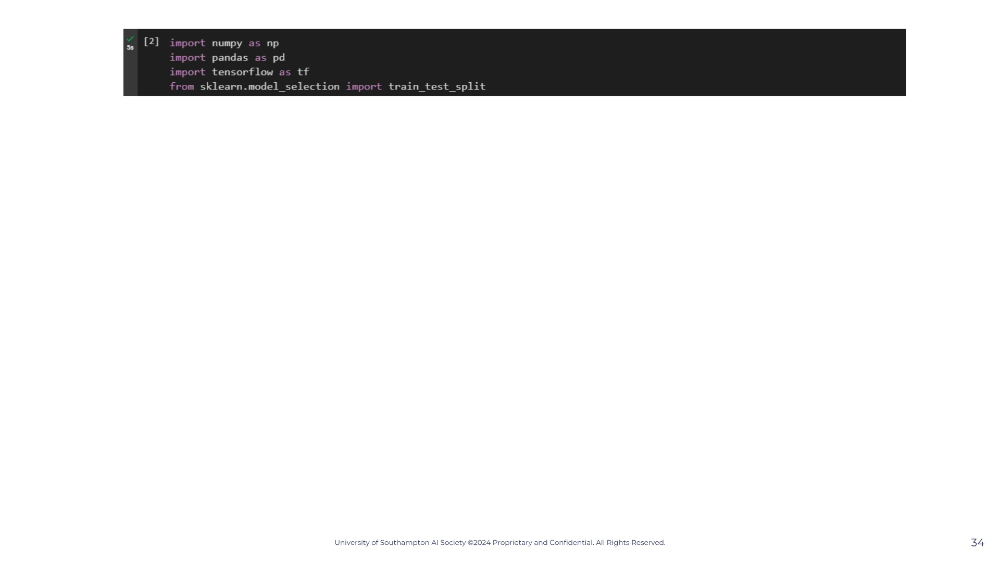 [2] import numpy as np
5s
import pandas as pd
import tensorflow as tf
from sklearn.model_selection import train_test_split
University of Southampton AI Society ©2024 Proprietary and Confidential. All Rights Reserved.
34